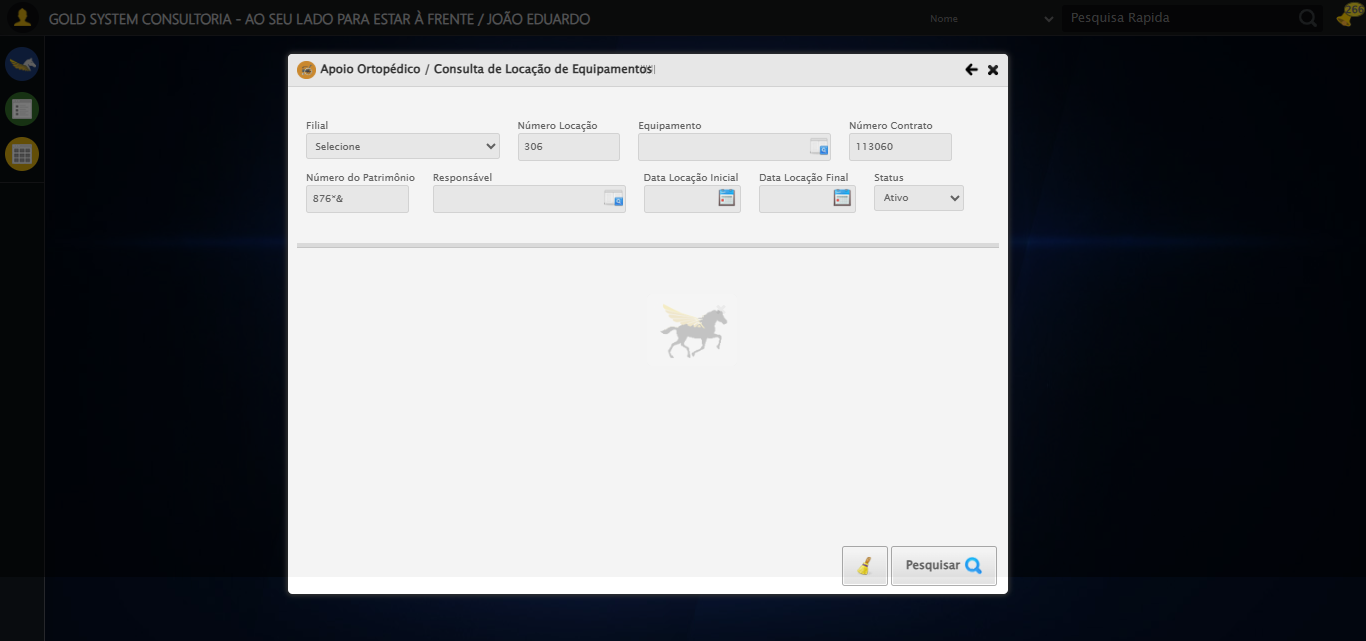 GOLD SYSTEM CONSULTORIA - AO SEU LADO PARA ESTAR À FRENTE / JOÃO EDUARDO
Nome
Pesquisa Rapida
266
Apoio Ortopédico / Consulta de Locação de Equipamentos
Filial
Número Locação
Equipamento
Número Contrato
Selecione
306
113060
Número do Patrimônio
Responsável
Data Locação Inicial
Data Locação Final
Status
876*&
Ativo
Pesquisar